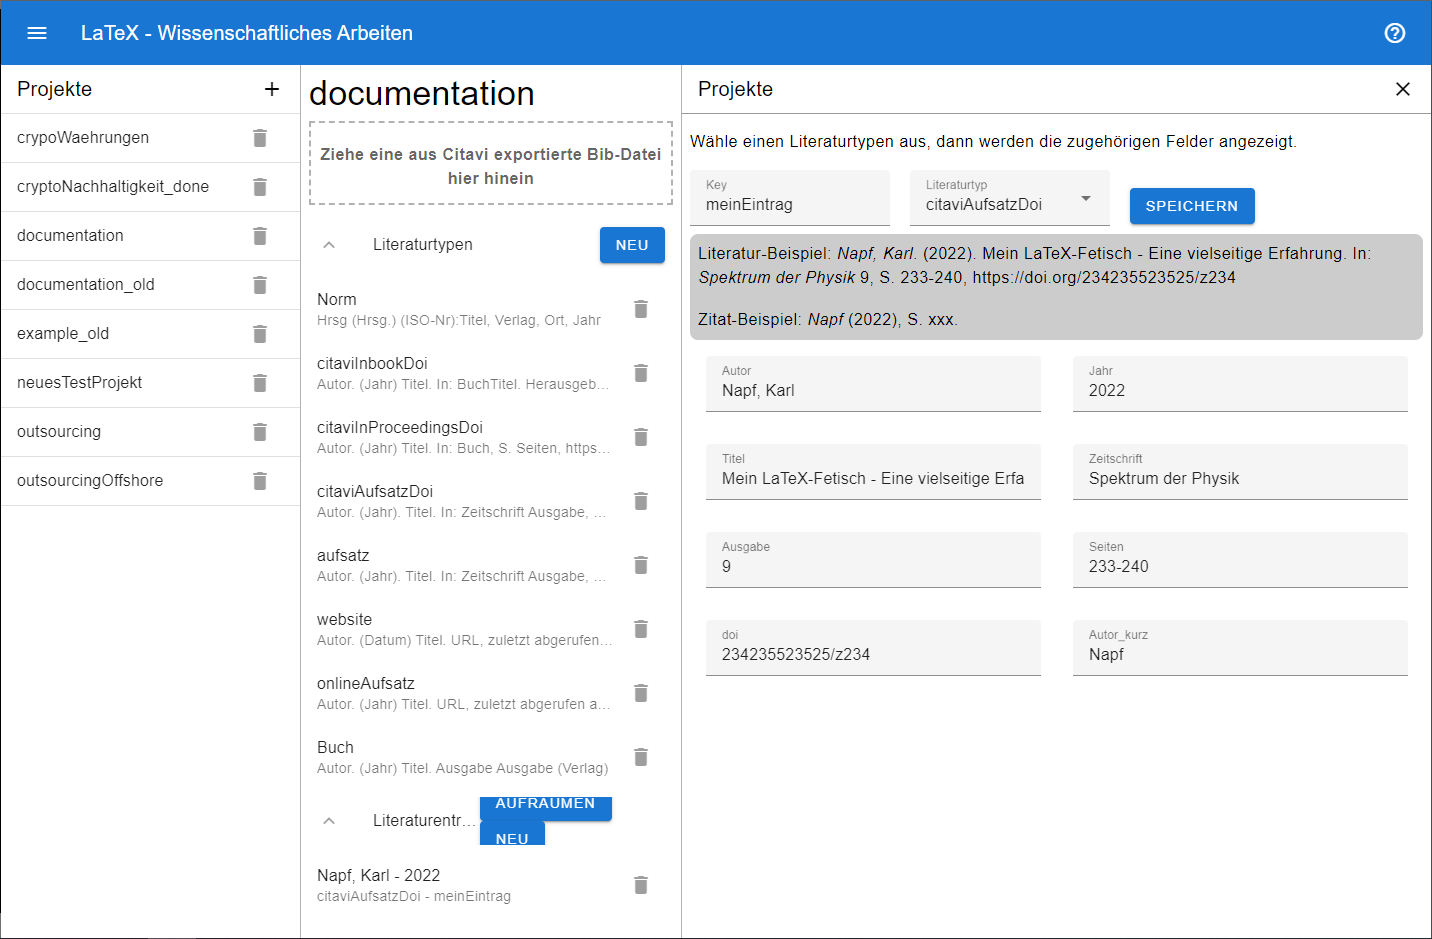 LaTeX - Wissenschaftliches Arbeiten
Projekte
crypoWaehrungen
cryptoNachhaltigkeit_done
documentation
documentation_old
example_old
neuesTestProjekt
outsourcing
outsourcingOffshore
documentation
Ziehe eine aus Citavi exportierte Bib-Datei
hier hinein
Literaturtypen
NEU
Norm
Hrsg (Hrsg.) (ISO-Nr):Titel, Verlag, Ort, Jahr
citaviInbookDoi
Autor. (Jahr) Titel. In: BuchTitel. Herausgeb...
citaviInProceedingsDoi
Autor. (Jahr) Titel. In: Buch, S. Seiten, https...
citaviAufsatzDoi
Autor. (Jahr). Titel. In: Zeitschrift Ausgabe, ...
aufsatz
Autor. (Jahr). Titel. In: Zeitschrift Ausgabe, ...
website
Autor. (Datum) Titel. URL, zuletzt abgerufen...
onlineAufsatz
Autor. (Jahr) Titel. URL, zuletzt abgerufen a...
Buch
Autor. (Jahr) Titel. Ausgabe Ausgabe (Verlag)
Literaturentr...
AUFRÄUMEN
NEU
Napf, Karl - 2022
citaviAufsatzDoi - meinEintrag
Projekte
Wähle einen Literaturtypen aus, dann werden die zugehörigen Felder angezeigt.
Key
meinEintrag
Literaturtyp
citaviAufsatzDoi
SPEICHERN
Literatur-Beispiel: Napf, Karl. (2022). Mein LaTeX-Fetisch - Eine vielseitige Erfahrung. In:
Spektrum der Physik 9, S. 233-240, https://doi.org/234235523525/z234
Zitat-Beispiel: Napf (2022), S. xxx.
Autor
Napf, Karl
Jahr
2022
Titel
Mein LaTeX-Fetisch - Eine vielseitige Erfa
Zeitschrift
Spektrum der Physik
Ausgabe
9
Seiten
233-240
doi
234235523525/z234
Autor_kurz
Napf